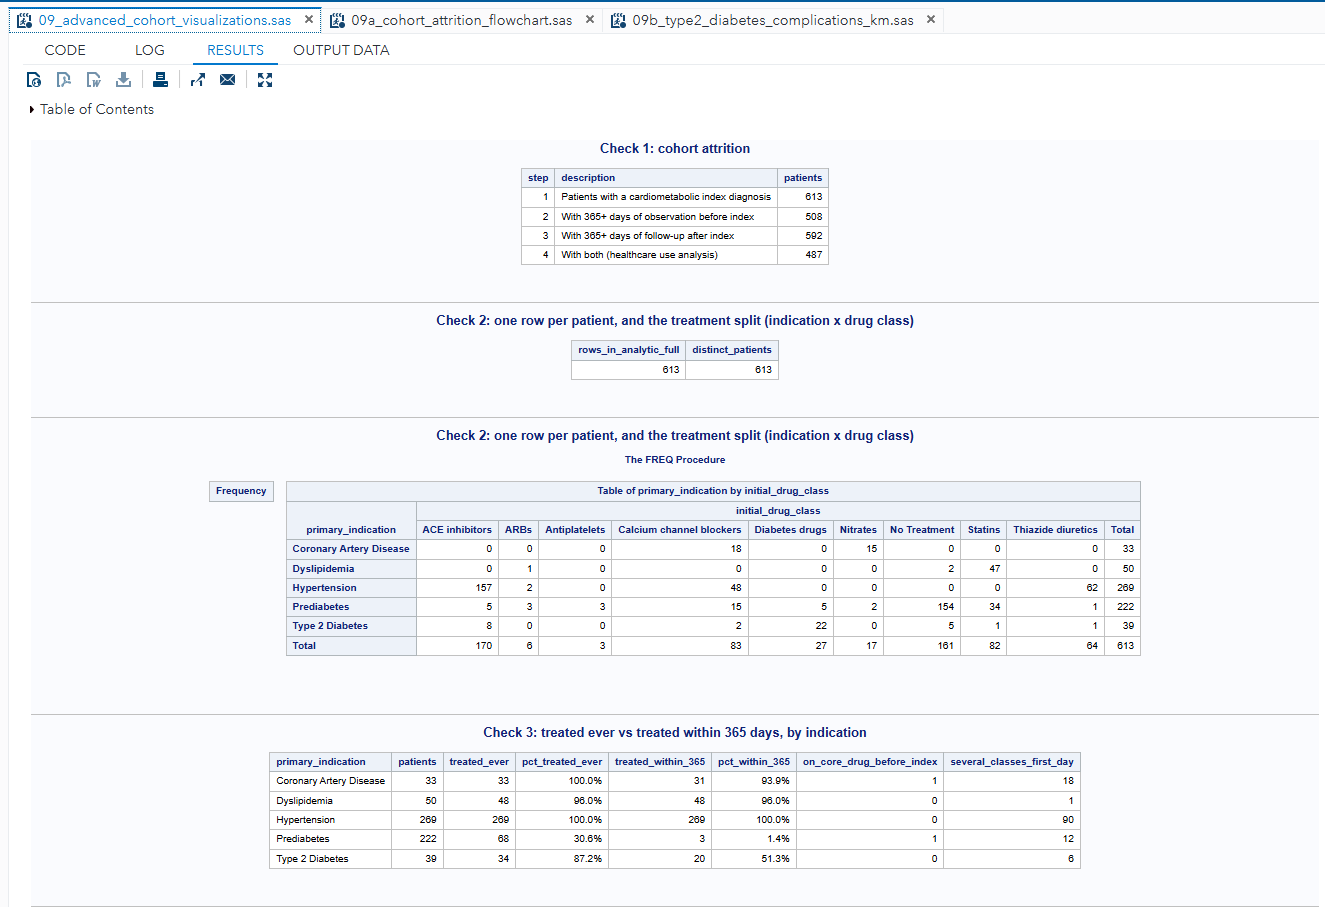 09_advanced_cohort_visualizations.sas × 09a_cohort_attrition_flowchart.sas × 09b_type2_diabetes_complications_km.sas ×
CODE LOG RESULTS OUTPUT DATA
Table of Contents
Check 1: cohort attrition
step description patients
1 Patients with a cardiometabolic index diagnosis 613
2 With 365+ days of observation before index 508
3 With 365+ days of follow-up after index 592
4 With both (healthcare use analysis) 487
Check 2: one row per patient, and the treatment split (indication x drug class)
rows_in_analytic_full distinct_patients
613 613
Check 2: one row per patient, and the treatment split (indication x drug class)
The FREQ Procedure
Frequency Table of primary_indication by initial_drug_class
initial_drug_class
primary_indication ACE inhibitors ARBs Antiplatelets Calcium channel blockers Diabetes drugs Nitrates No Treatment Statins Thiazide diuretics Total
Coronary Artery Disease 0 0 0 18 0 15 0 0 0 33
Dyslipidemia 0 1 0 0 0 0 2 47 0 50
Hypertension 157 2 0 48 0 0 0 0 62 269
Prediabetes 5 3 3 15 5 2 154 34 1 222
Type 2 Diabetes 8 0 0 2 22 0 5 1 1 39
Total 170 6 3 83 27 17 161 82 64 613
Check 3: treated ever vs treated within 365 days, by indication
primary_indication patients treated_ever pct_treated_ever treated_within_365 pct_within_365 on_core_drug_before_index several_classes_first_day
Coronary Artery Disease 33 33 100.0% 31 93.9% 1 18
Dyslipidemia 50 48 96.0% 48 96.0% 0 1
Hypertension 269 269 100.0% 269 100.0% 0 90
Prediabetes 222 68 30.6% 3 1.4% 1 12
Type 2 Diabetes 39 34 87.2% 20 51.3% 0 6